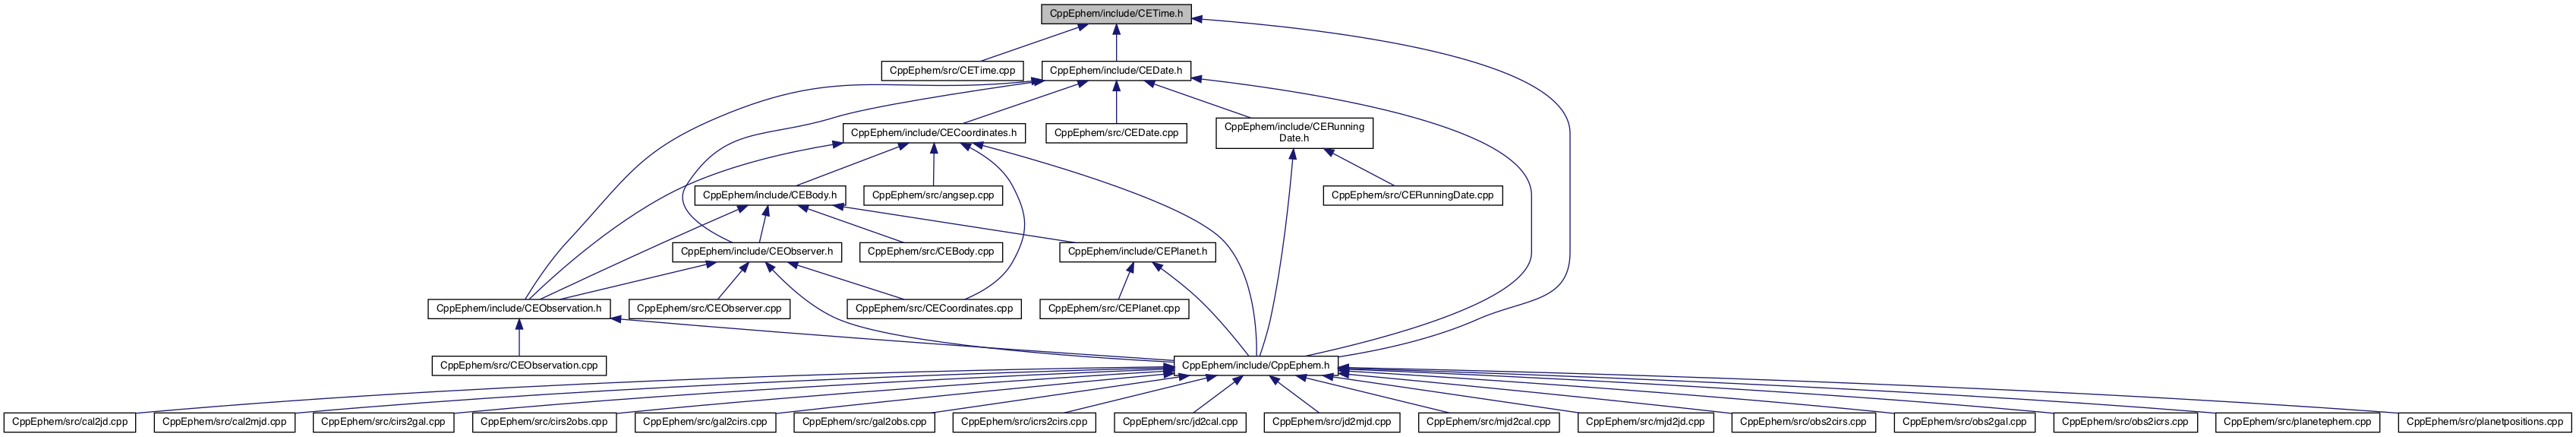 CppEphem/include/CETime.h
CppEphem/src/CETime.cpp
CppEphem/include/CEDate.h
CppEphem/include/CECoordinates.h
CppEphem/src/CEDate.cpp
CppEphem/include/CERunning
Date.h
CppEphem/include/CEBody.h
CppEphem/src/angsep.cpp
CppEphem/src/CERunningDate.cpp
CppEphem/include/CEObserver.h
CppEphem/src/CEBody.cpp
CppEphem/include/CEPlanet.h
CppEphem/include/CEObservation.h
CppEphem/src/CEObserver.cpp
CppEphem/src/CECoordinates.cpp
CppEphem/src/CEPlanet.cpp
CppEphem/src/CEObservation.cpp
CppEphem/include/CppEphem.h
CppEphem/src/cal2jd.cpp
CppEphem/src/cal2mjd.cpp
CppEphem/src/cirs2gal.cpp
CppEphem/src/cirs2obs.cpp
CppEphem/src/gal2cirs.cpp
CppEphem/src/gal2obs.cpp
CppEphem/src/icrs2cirs.cpp
CppEphem/src/jd2cal.cpp
CppEphem/src/jd2mjd.cpp
CppEphem/src/mjd2cal.cpp
CppEphem/src/mjd2jd.cpp
CppEphem/src/obs2cirs.cpp
CppEphem/src/obs2gal.cpp
CppEphem/src/obs2icrs.cpp
CppEphem/src/planetephem.cpp
CppEphem/src/planetpositions.cpp